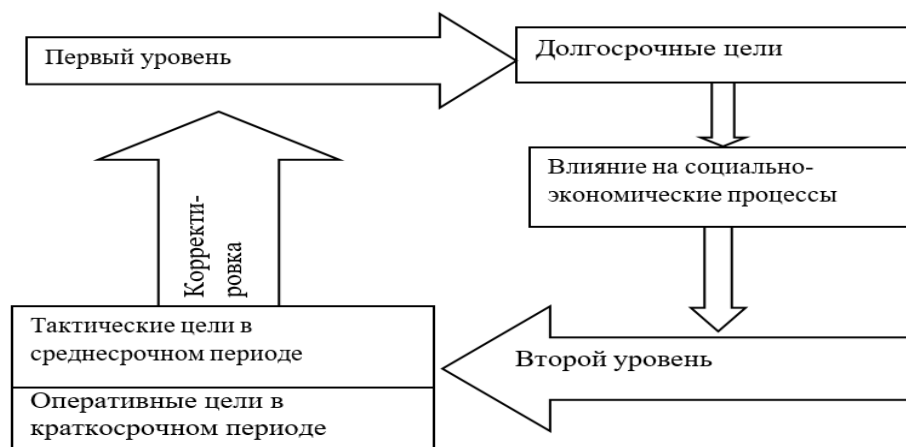 Первый уровень
Долгосрочные цели
Влияние на социально-
экономические процессы
Второй уровень
Тактические цели в
среднесрочном периоде
Оперативные цели в
краткосрочном периоде
Корректи-
ровка